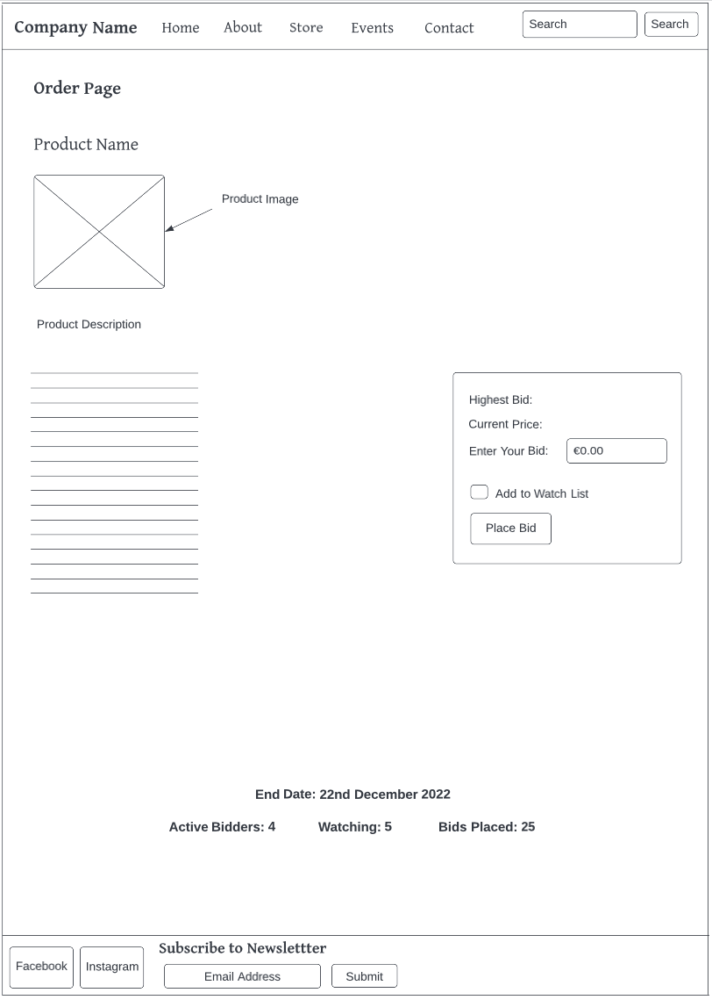 Company Name Home About Store Events Contact Search Search
Order Page
Product Name
Product Image
Product Description
Highest Bid:
Current Price:
Enter Your Bid: €0.00
Add to Watch List
Place Bid
End Date: 22nd December 2022
Active Bidders: 4 Watching: 5 Bids Placed: 25
Subscribe to Newslettter
Facebook Instagram
Email Address Submit